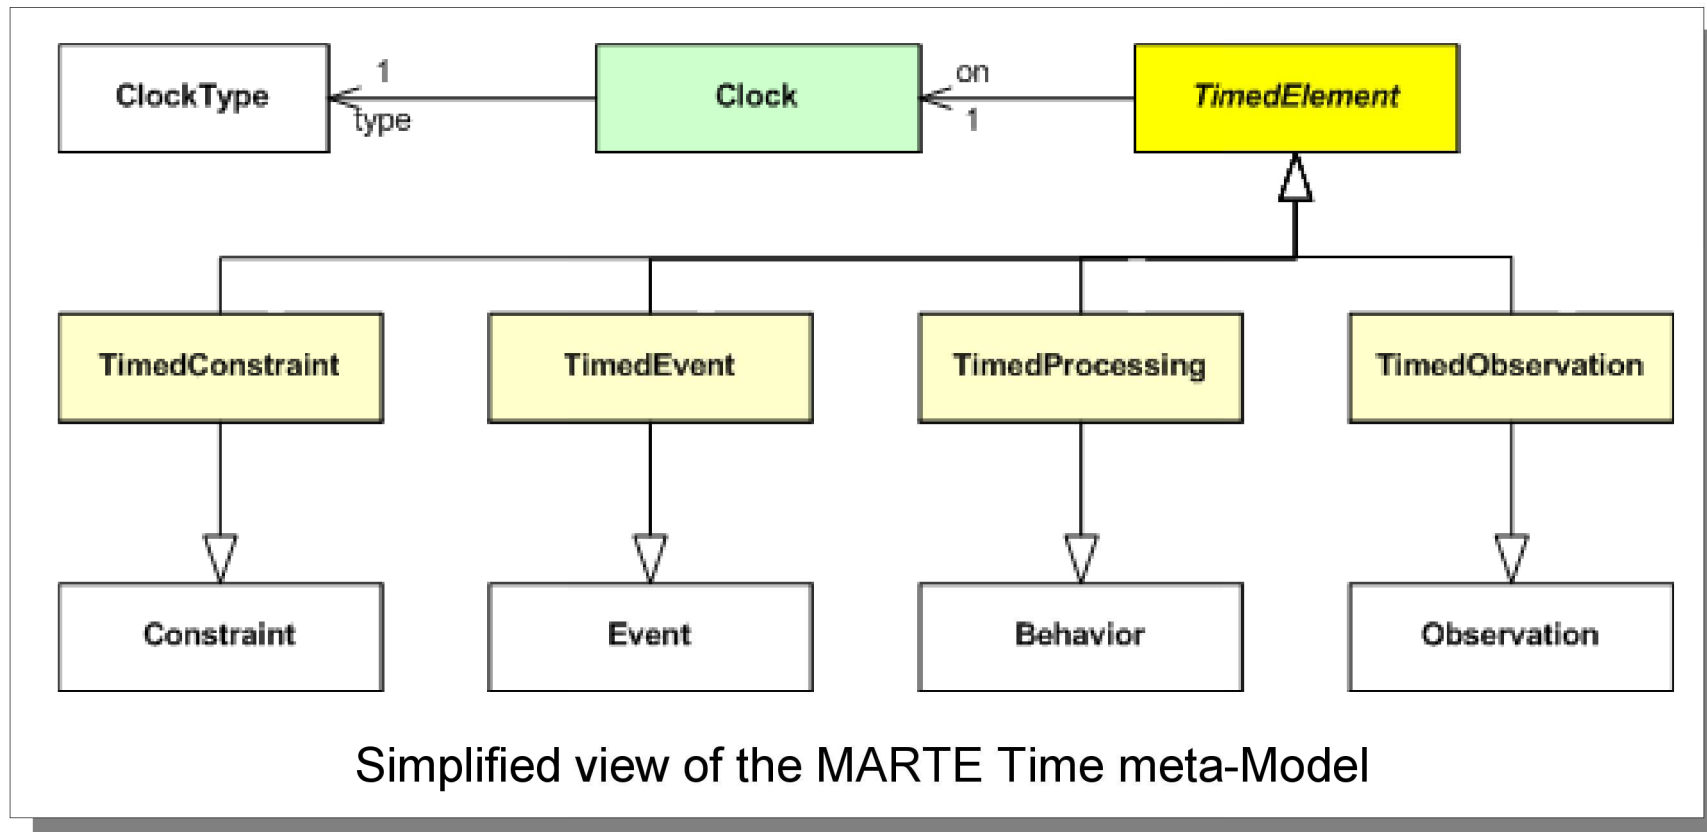 ClockType
1
type
Clock
on
1
TimedElement
TimedConstraint
TimedEvent
TimedProcessing
TimedObservation
Constraint
Event
Behavior
Observation
Simplified view of the MARTE Time meta-Model